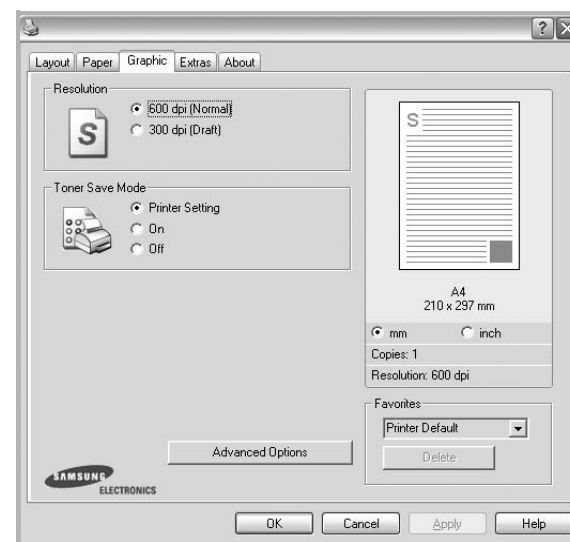 ?
Layout Paper Graphic Extras About
Resolution
S
600 dpi (Normal)
300 dpi (Draft)
Toner Save Mode
Printer Setting
On
Off
S
A4
210 x 297 mm
mm inch
Copies: 1
Resolution: 600 dpi
Favorites
Printer Default
Delete
Advanced Options
SAMSUNG
ELECTRONICS
OK Cancel Apply Help